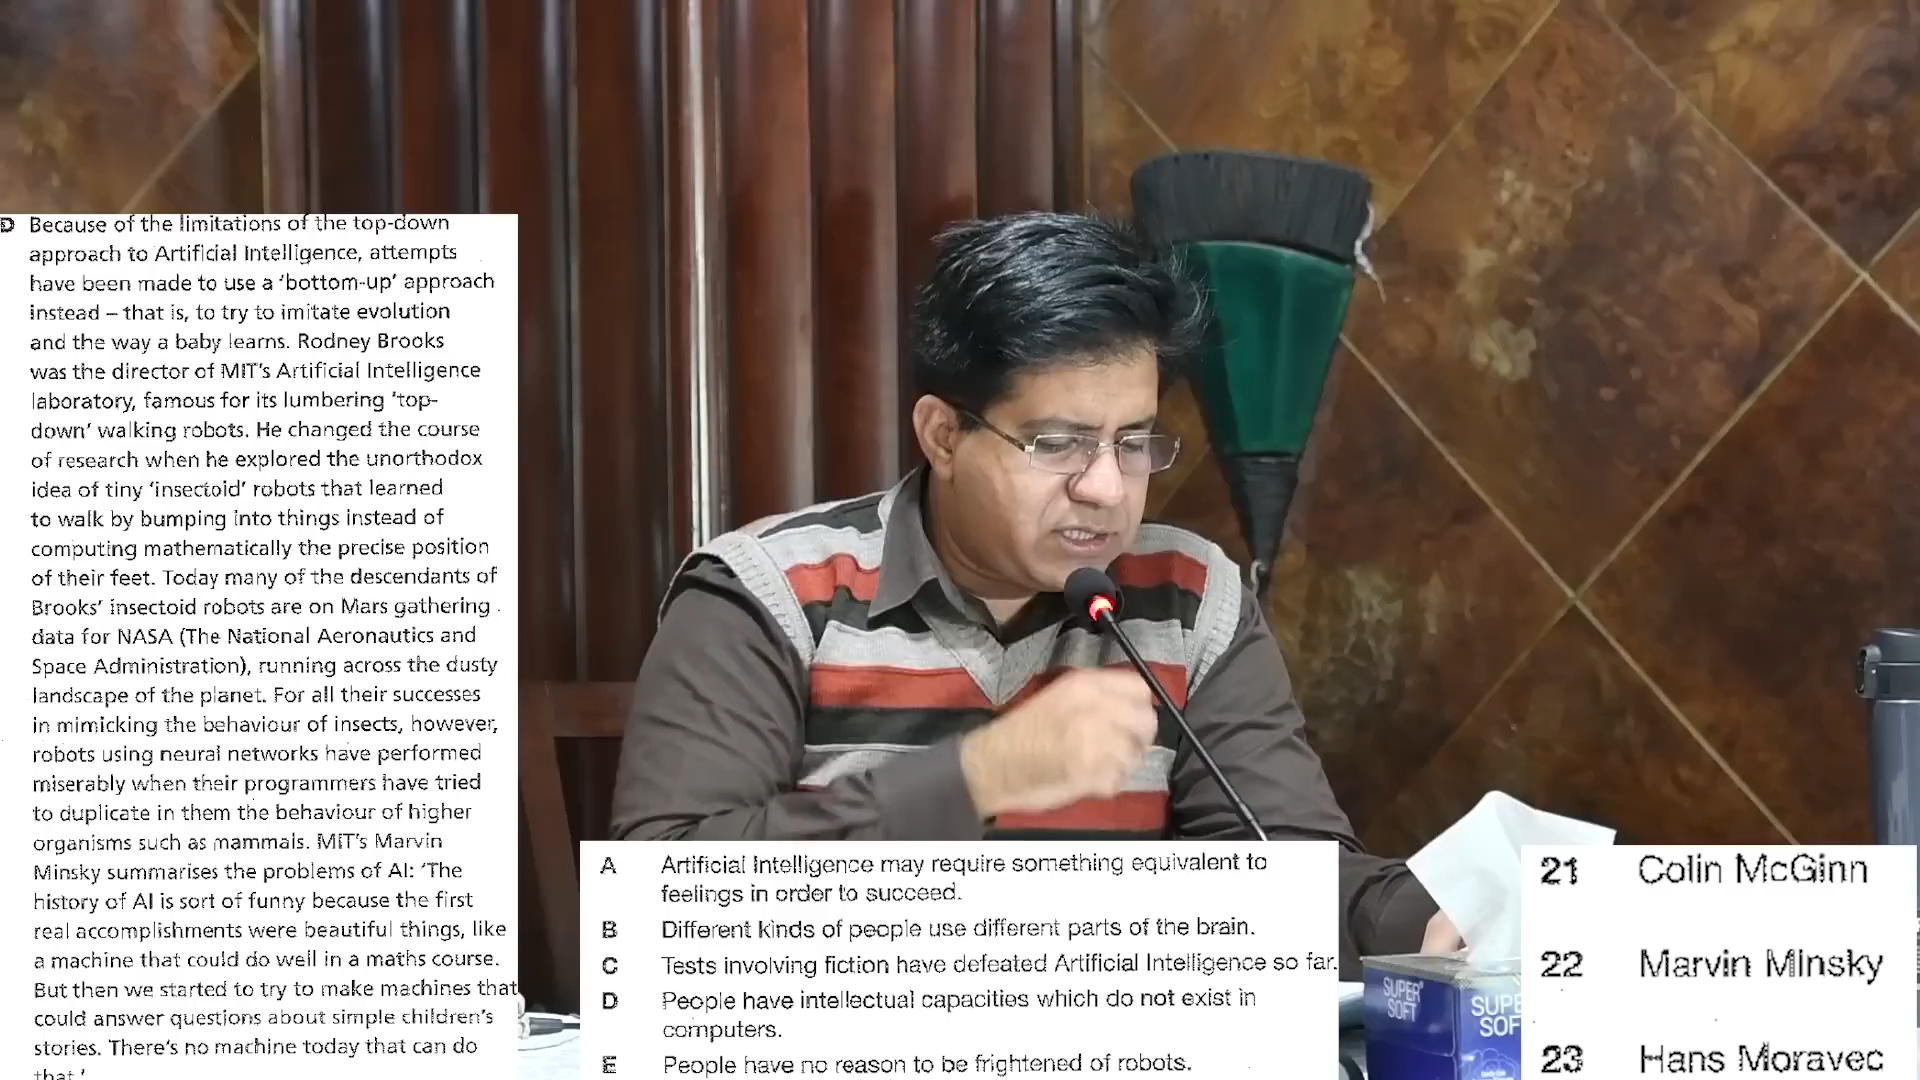 D Because of the limitations of the top-down
approach to Artificial Intelligence, attempts
have been made to use a ‘bottom-up’ approach
instead – that is, to try to imitate evolution
and the way a baby learns. Rodney Brooks
was the director of MIT's Artificial Intelligence
laboratory, famous for its lumbering ‘top-
down’ walking robots. He changed the course
of research when he explored the unorthodox
idea of tiny ‘insectoid’ robots that learned
to walk by bumping into things instead of
computing mathematically the precise position
of their feet. Today many of the descendants of
Brooks’ insectoid robots are on Mars gathering
data for NASA (The National Aeronautics and
Space Administration), running across the dusty
landscape of the planet. For all their successes
in mimicking the behaviour of insects, however,
robots using neural networks have performed
miserably when their programmers have tried
to duplicate in them the behaviour of higher
organisms such as mammals. MIT's Marvin
Minsky summarises the problems of AI: ‘The
history of AI is sort of funny because the first
real accomplishments were beautiful things, like
a machine that could do well in a maths course.
But then we started to try to make machines that
could answer questions about simple children's
stories. There's no machine today that can do
that.’
A Artificial Intelligence may require something equivalent to
feelings in order to succeed.
B Different kinds of people use different parts of the brain.
C Tests involving fiction have defeated Artificial Intelligence so far.
D People have intellectual capacities which do not exist in
computers.
E People have no reason to be frightened of robots.
21 Colin McGinn
22 Marvin Minsky
23 Hans Moravec
SUPER
SOFT
SUPE
SOF